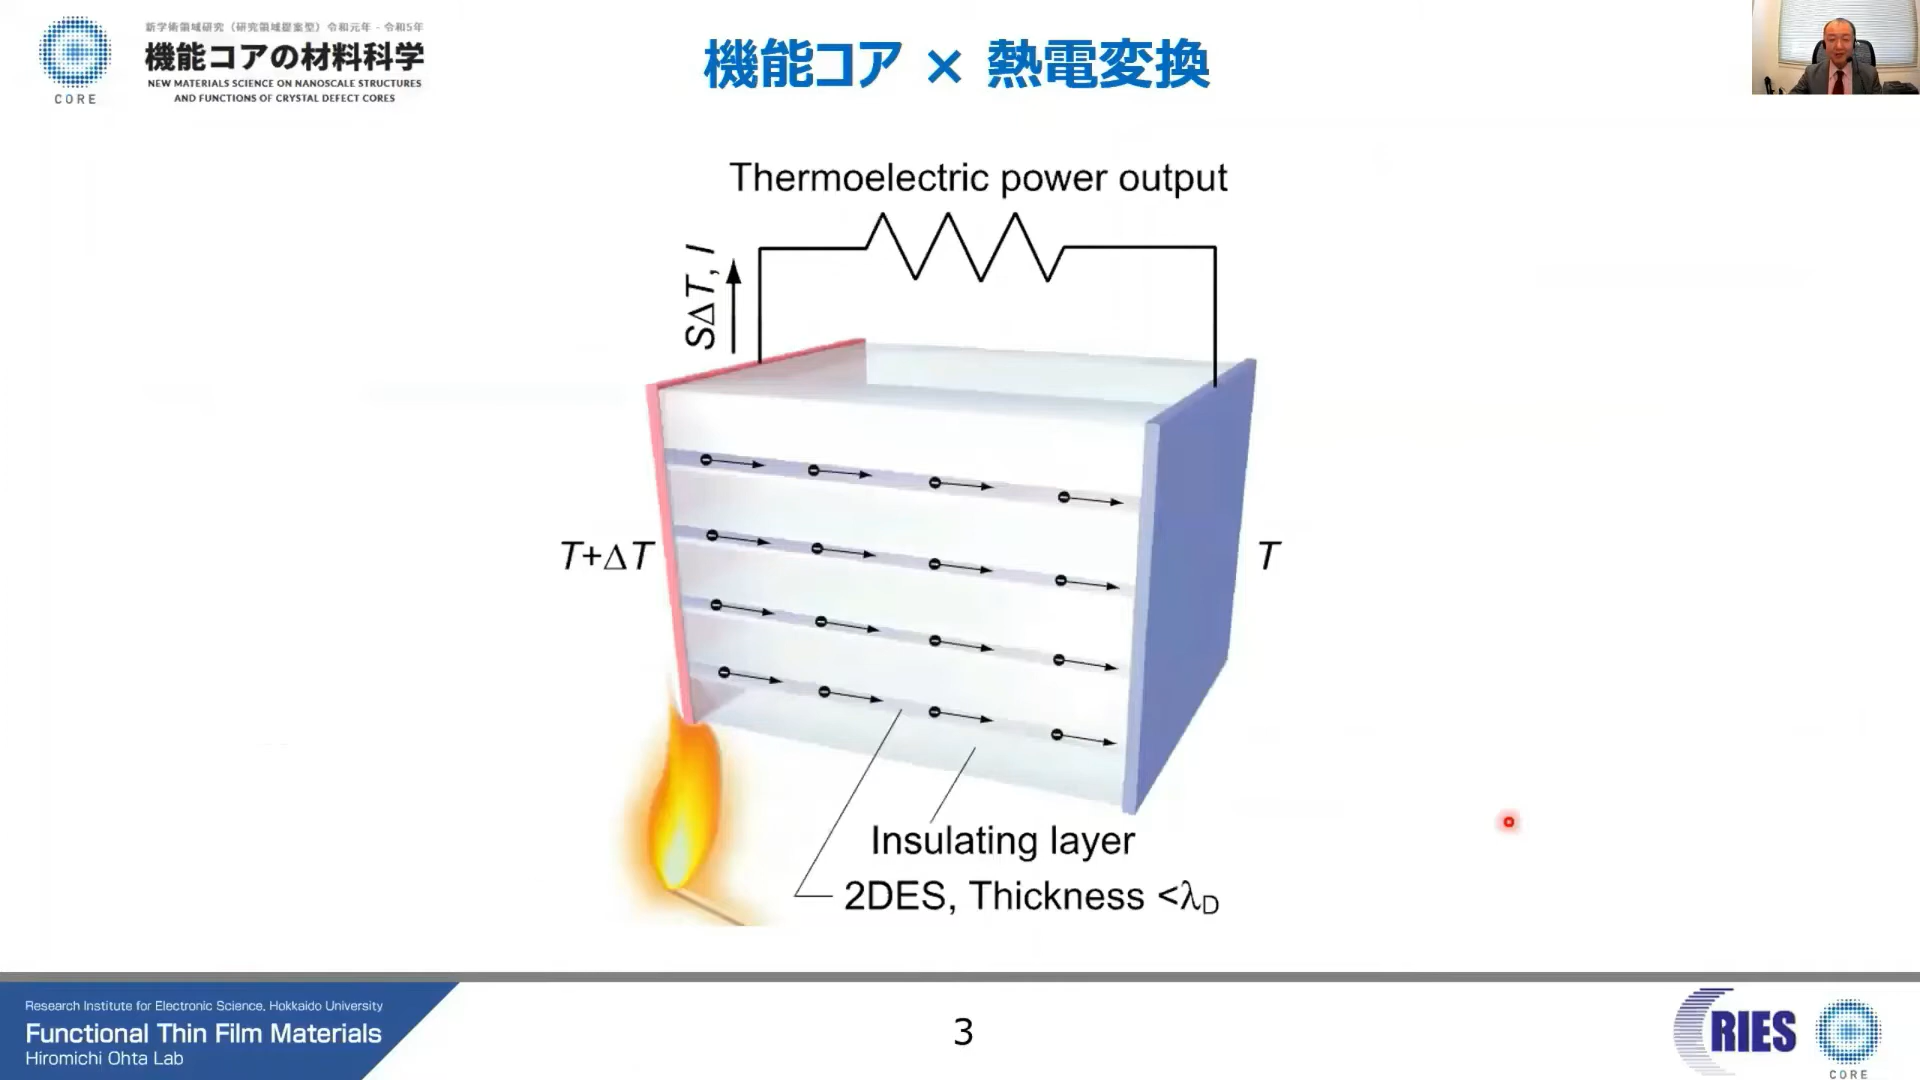 新学術領域研究（研究領域提案型）令和元年 - 令和5年
機能コアの材料科学
NEW MATERIALS SCIENCE ON NANOSCALE STRUCTURES
AND FUNCTIONS OF CRYSTAL DEFECT CORES
CORE
機能コア × 熱電変換
Thermoelectric power output
SΔT, I
T+ΔT
T
Insulating layer
2DES, Thickness <λD
Research Institute for Electronic Science, Hokkaido University
Functional Thin Film Materials
Hiromichi Ohta Lab
3
RIES
CORE